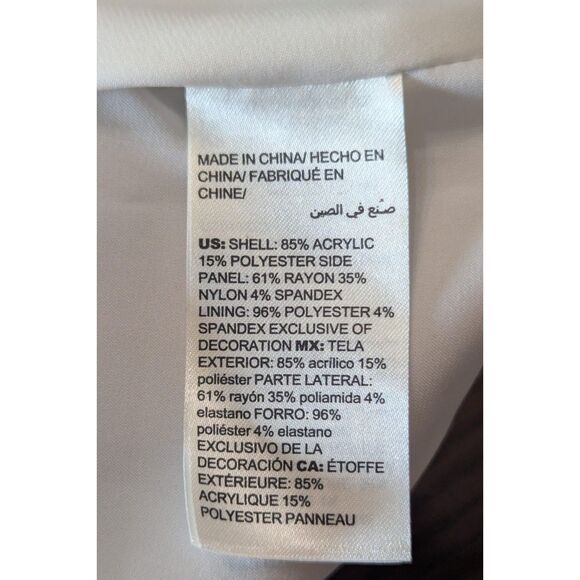 MADE IN CHINA/ HECHO EN
CHINA/ FABRIQUÉ EN
CHINE/
صُنع في الصين
US: SHELL: 85% ACRYLIC
15% POLYESTER SIDE
PANEL: 61% RAYON 35%
NYLON 4% SPANDEX
LINING: 96% POLYESTER 4%
SPANDEX EXCLUSIVE OF
DECORATION MX: TELA
EXTERIOR: 85% acrílico 15%
poliéster PARTE LATERAL:
61% rayón 35% poliamida 4%
elastano FORRO: 96%
poliéster 4% elastano
EXCLUSIVO DE LA
DECORACIÓN CA: ÉTOFFE
EXTÉRIEURE: 85%
ACRYLIQUE 15%
POLYESTER PANNEAU